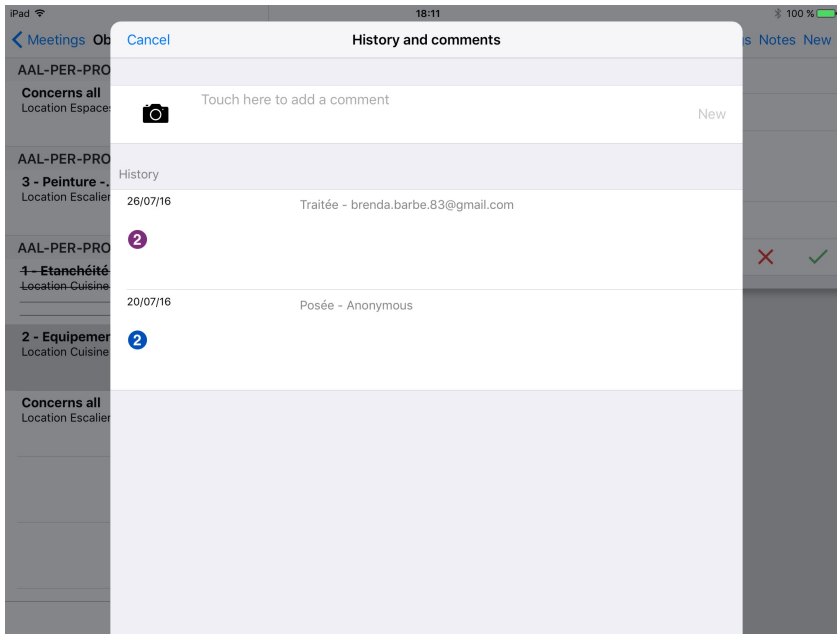 iPad 18:11 100 %
Meetings Ob Cancel History and comments Notes New
AAL-PER-PRO
Concerns all
Location Espaces
Touch here to add a comment
New
AAL-PER-PRO
3 - Peinture -.
Location Escalier
History
26/07/16 Traitée - brenda.barbe.83@gmail.com
2
AAL-PER-PRO
1 - Etanchéité
Location Cuisine
20/07/16 Posée - Anonymous
2
2 - Equipemen
Location Cuisine
Concerns all
Location Escalier